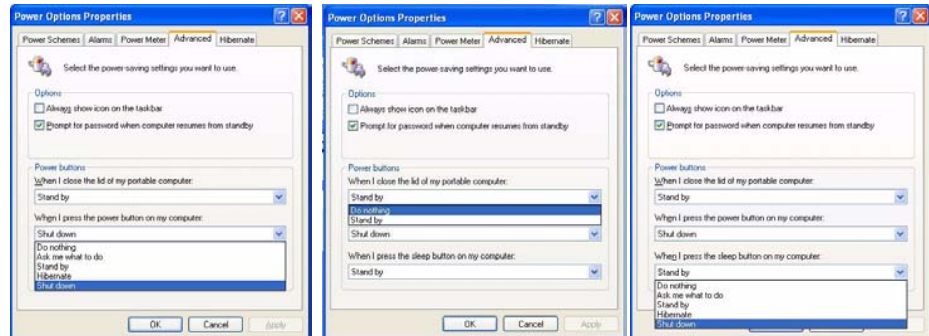 Power Options Properties
Power Schemes Alarms Power Meter Advanced Hibernate
Select the power-saving settings you want to use.
Options
Always show icon on the taskbar
Prompt for password when computer resumes from standby
Power buttons
When I close the lid of my portable computer:
Stand by
When I press the power button on my computer:
Shut down
Do nothing
Ask me what to do
Stand by
Hibernate
Shut down
OK Cancel Apply
Power Options Properties
Power Schemes Alarms Power Meter Advanced Hibernate
Select the power-saving settings you want to use.
Options
Always show icon on the taskbar
Prompt for password when computer resumes from standby
Power buttons
When I close the lid of my portable computer:
Stand by
Do nothing
Stand by
Shut down
When I press the sleep button on my computer:
Stand by
OK Cancel Apply
Power Options Properties
Power Schemes Alarms Power Meter Advanced Hibernate
Select the power-saving settings you want to use.
Options
Always show icon on the taskbar
Prompt for password when computer resumes from standby
Power buttons
When I close the lid of my portable computer:
Stand by
When I press the power button on my computer:
Shut down
When I press the sleep button on my computer:
Stand by
Do nothing
Ask me what to do
Stand by
Hibernate
Shut down